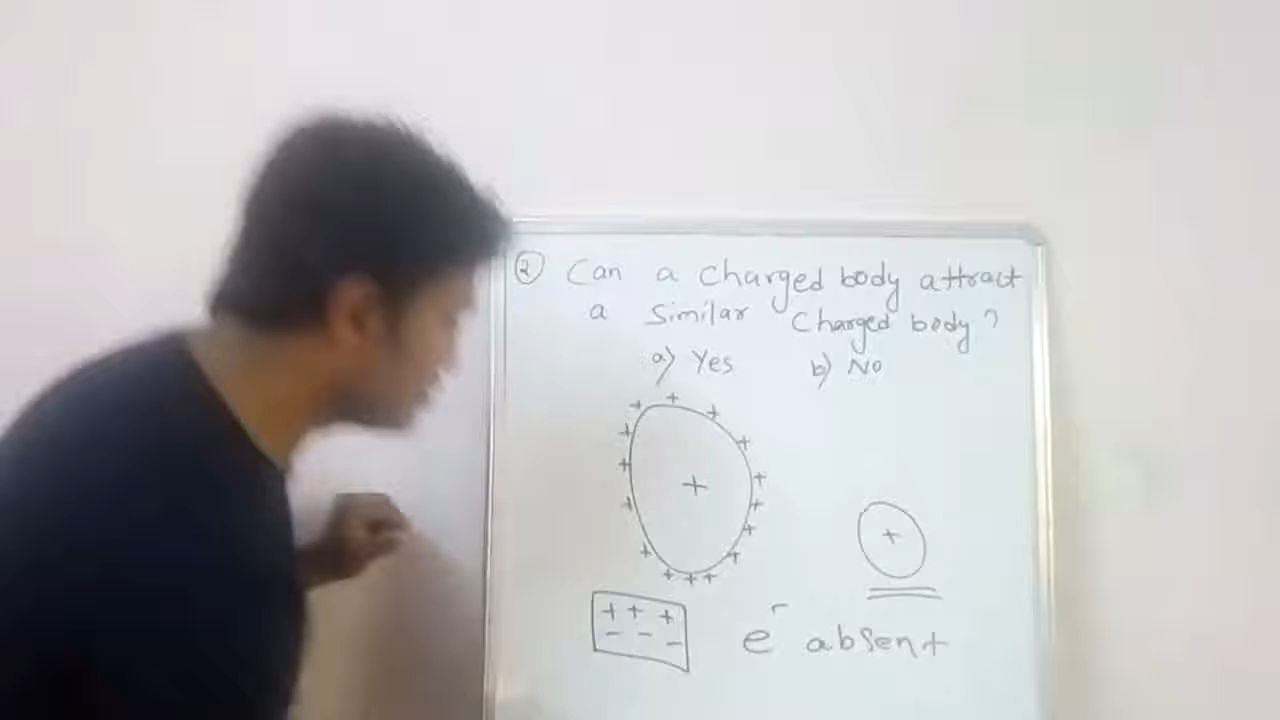 2 Can a charged body attract
a similar Charged body?
a) Yes b) No
+ + + + + + + + + + + + + + +
+
+
+ + +
- - -
e⁻ absent